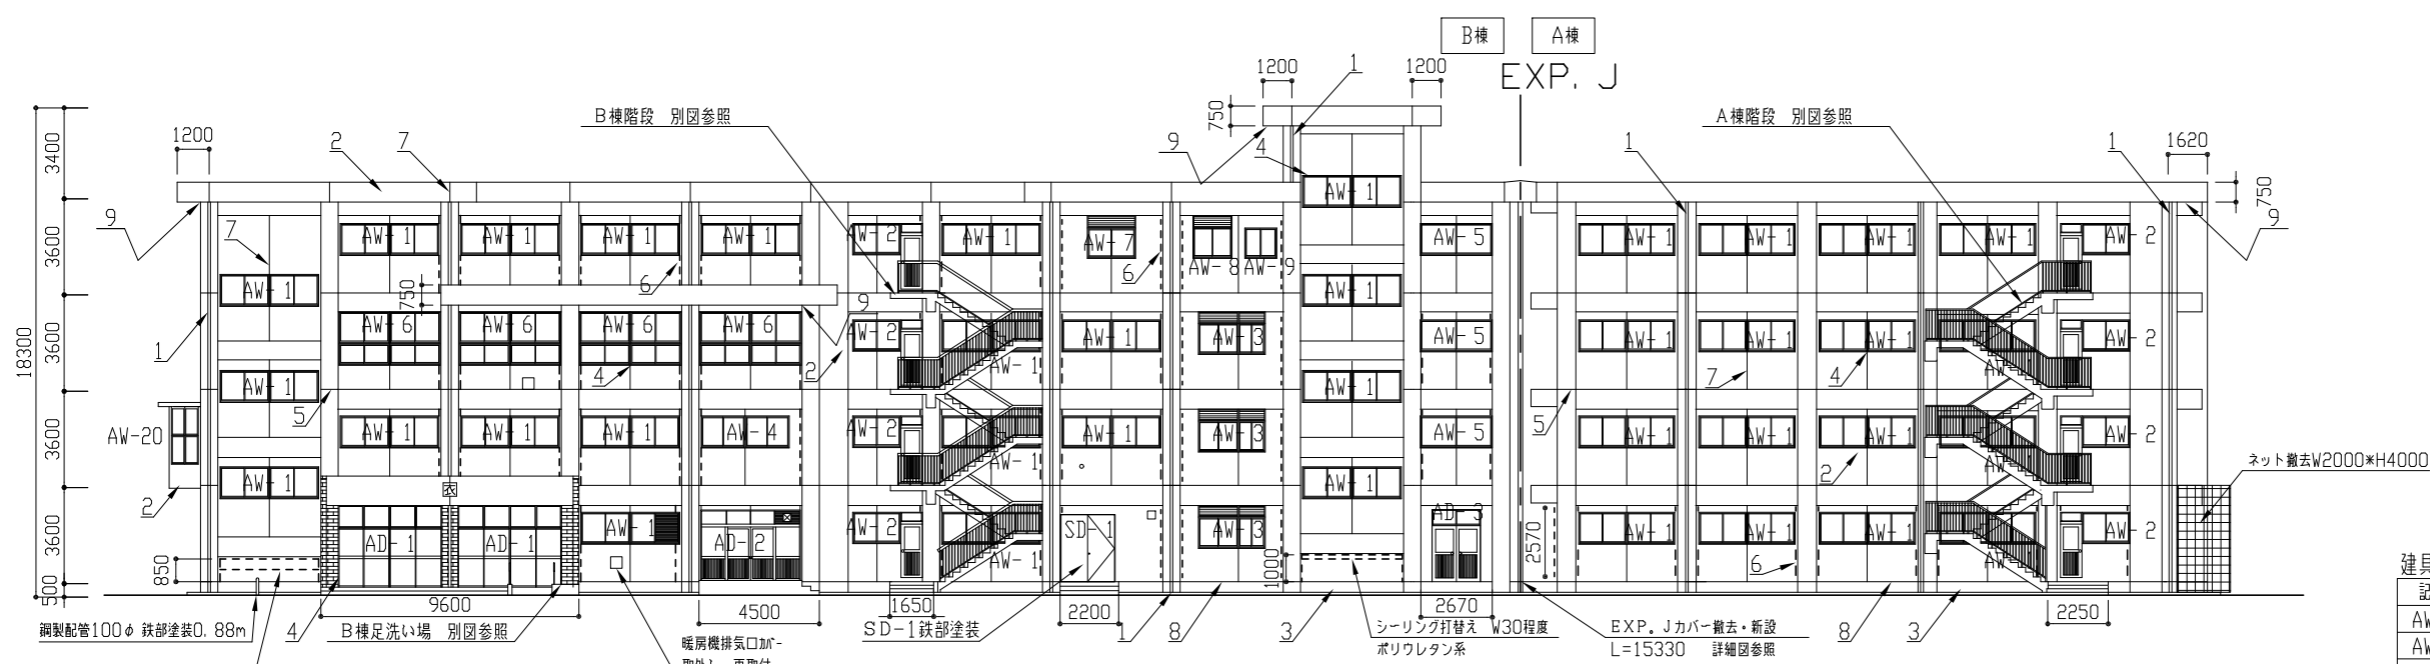 B棟 A棟
EXP. J
1200 1 1200
750
B棟階段 別図参照
A棟階段 別図参照
1200 2 7 9 4 1 1 1620
3400
750
9 7 9
AW-1
AW-1 AW-1 AW-1 AW-1 AW-2 AW-1 AW-7 AW-8 AW-9 AW-5 AW-1 AW-1 AW-1 AW-1 AW-2
3600
6 6
AW-1 750 AW-1
9
18300
3600
AW-6 AW-6 AW-6 AW-6 AW-2 AW-1 AW-1 AW-3 AW-5 AW-1 AW-1 AW-1 AW-2
1 4 2 7 4
AW-1 AW-1
5 5
3600
AW-20 AW-1 AW-1 AW-1 AW-4 AW-2 AW-1 AW-1 AW-3 AW-5 AW-1 AW-1 AW-1 AW-2
2
ネット撤去W2000*H4000
AW-1 AW-1
2
衣
3600
AD-1 AD-1 AW-1 AD-2 AW-2 AW-1 SD-1 AW-3 AD-3 AW-1 AW-1 AW-1 AW-2
2570
6
850 1000
500
建具
記
AW
AW
9600 4500 1650 2200 2670 2250
鋼製配管100φ 鉄部塗装0.88m
4
B棟足洗い場 別図参照
暖房機排気口カバー
取外し 再取付
SD-1鉄部塗装
1 8 3
シーリング打替え W30程度
ポリウレタン系
EXP. Jカバー撤去・新設
L=15330 詳細図参照
8 3